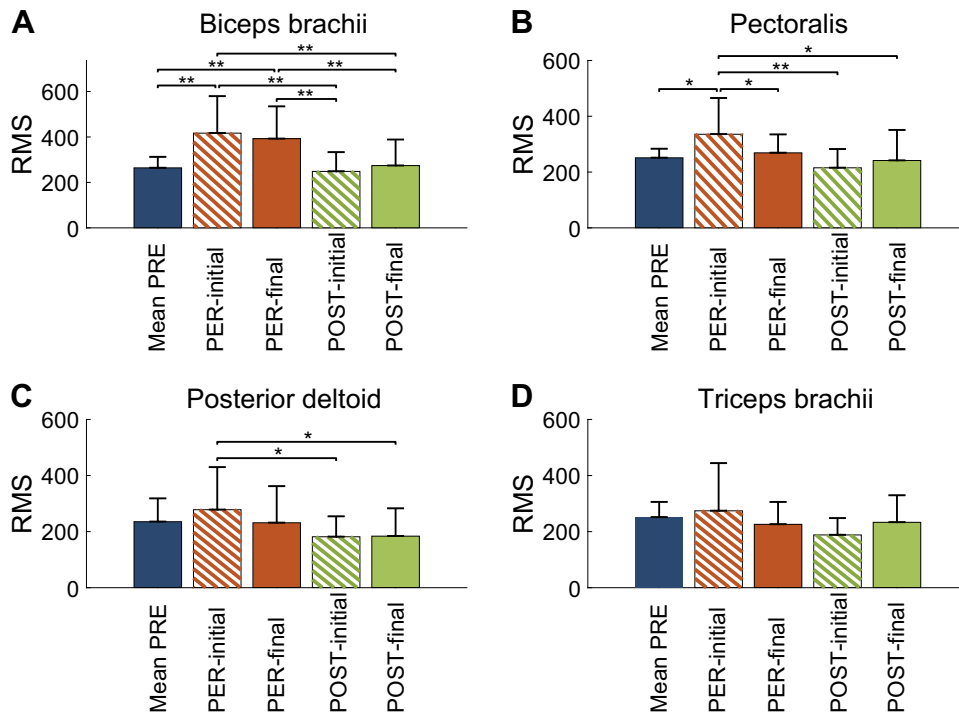 A
Biceps brachii
**
**
**
**
**
**
**
600
400
200
0
RMS
Mean PRE
PER-initial
PER-final
POST-initial
POST-final
B
Pectoralis
*
**
*
*
600
400
200
0
RMS
Mean PRE
PER-initial
PER-final
POST-initial
POST-final
C
Posterior deltoid
*
*
600
400
200
0
RMS
Mean PRE
PER-initial
PER-final
POST-initial
POST-final
D
Triceps brachii
600
400
200
0
RMS
Mean PRE
PER-initial
PER-final
POST-initial
POST-final